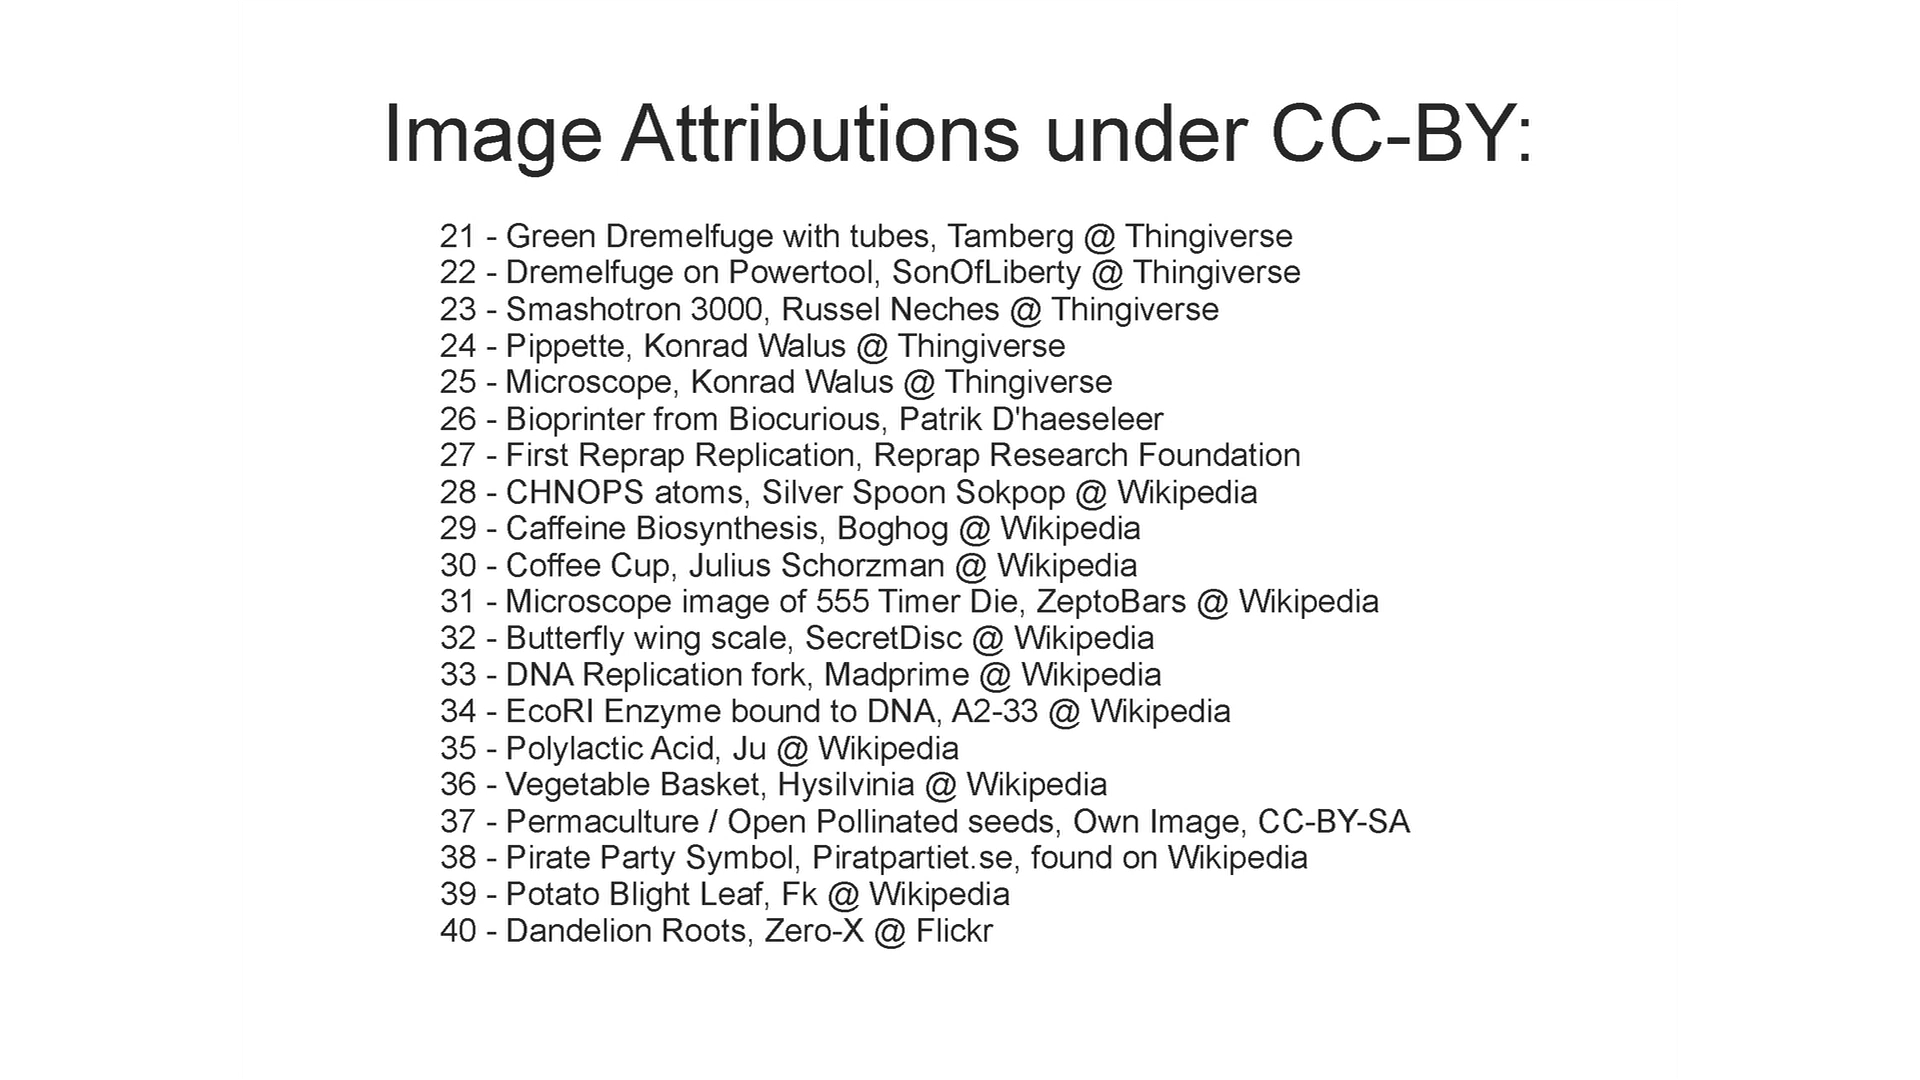 Image Attributions under CC-BY:
21 - Green Dremelfuge with tubes, Tamberg @ Thingiverse
22 - Dremelfuge on Powertool, SonOfLiberty @ Thingiverse
23 - Smashotron 3000, Russel Neches @ Thingiverse
24 - Pippette, Konrad Walus @ Thingiverse
25 - Microscope, Konrad Walus @ Thingiverse
26 - Bioprinter from Biocurious, Patrik D'haeseleer
27 - First Reprap Replication, Reprap Research Foundation
28 - CHNOPS atoms, Silver Spoon Sokpop @ Wikipedia
29 - Caffeine Biosynthesis, Boghog @ Wikipedia
30 - Coffee Cup, Julius Schorzman @ Wikipedia
31 - Microscope image of 555 Timer Die, ZeptoBars @ Wikipedia
32 - Butterfly wing scale, SecretDisc @ Wikipedia
33 - DNA Replication fork, Madprime @ Wikipedia
34 - EcoRI Enzyme bound to DNA, A2-33 @ Wikipedia
35 - Polylactic Acid, Ju @ Wikipedia
36 - Vegetable Basket, Hysilvinia @ Wikipedia
37 - Permaculture / Open Pollinated seeds, Own Image, CC-BY-SA
38 - Pirate Party Symbol, Piratpartiet.se, found on Wikipedia
39 - Potato Blight Leaf, Fk @ Wikipedia
40 - Dandelion Roots, Zero-X @ Flickr